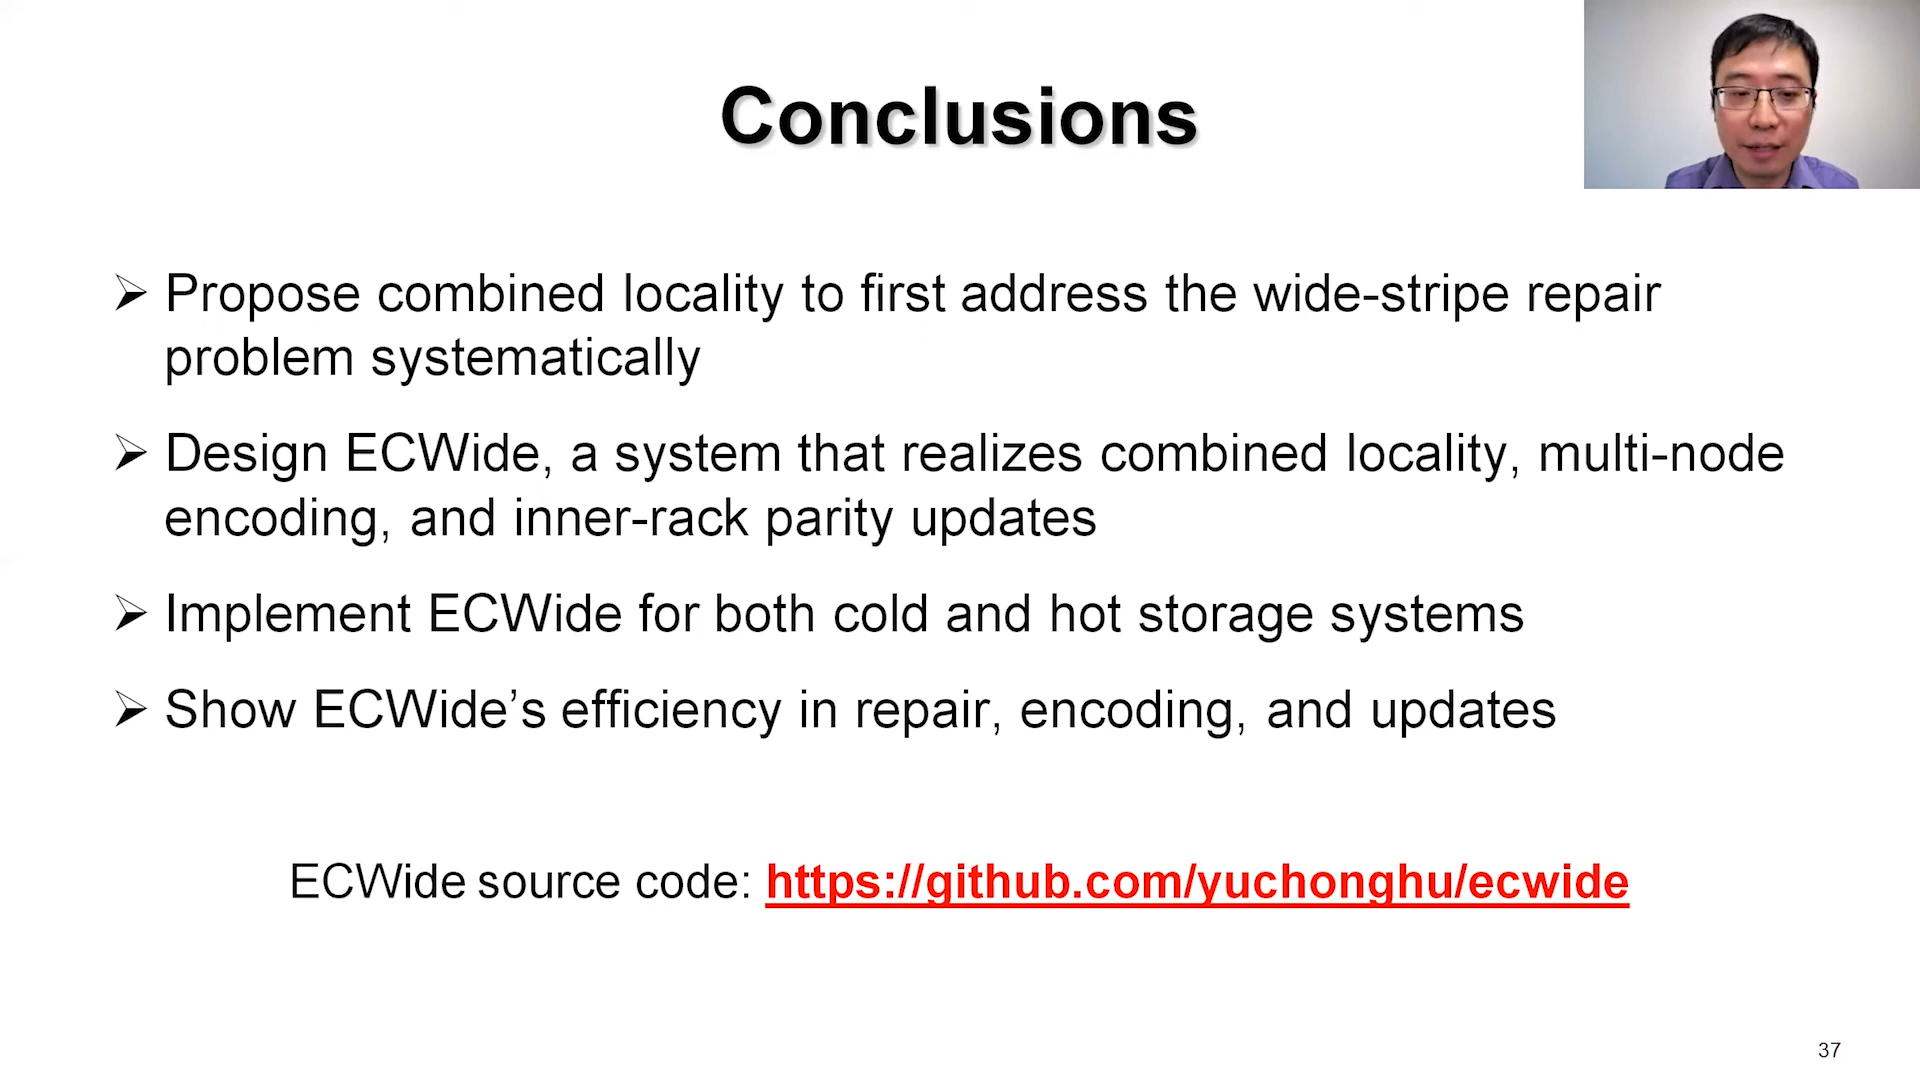 Conclusions
➢ Propose combined locality to first address the wide-stripe repair
problem systematically
➢ Design ECWide, a system that realizes combined locality, multi-node
encoding, and inner-rack parity updates
➢ Implement ECWide for both cold and hot storage systems
➢ Show ECWide’s efficiency in repair, encoding, and updates
ECWide source code: https://github.com/yuchonghu/ecwide
37